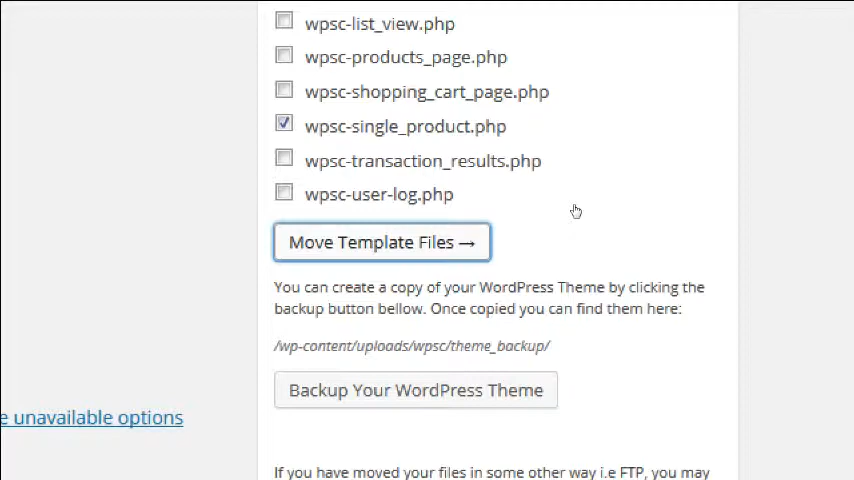 wpsc-list_view.php
wpsc-products_page.php
wpsc-shopping_cart_page.php
wpsc-single_product.php
wpsc-transaction_results.php
wpsc-user-log.php
Move Template Files →
You can create a copy of your WordPress Theme by clicking the
backup button bellow. Once copied you can find them here:
/wp-content/uploads/wpsc/theme_backup/
Backup Your WordPress Theme
e unavailable options
If you have moved your files in some other way i.e FTP, you may